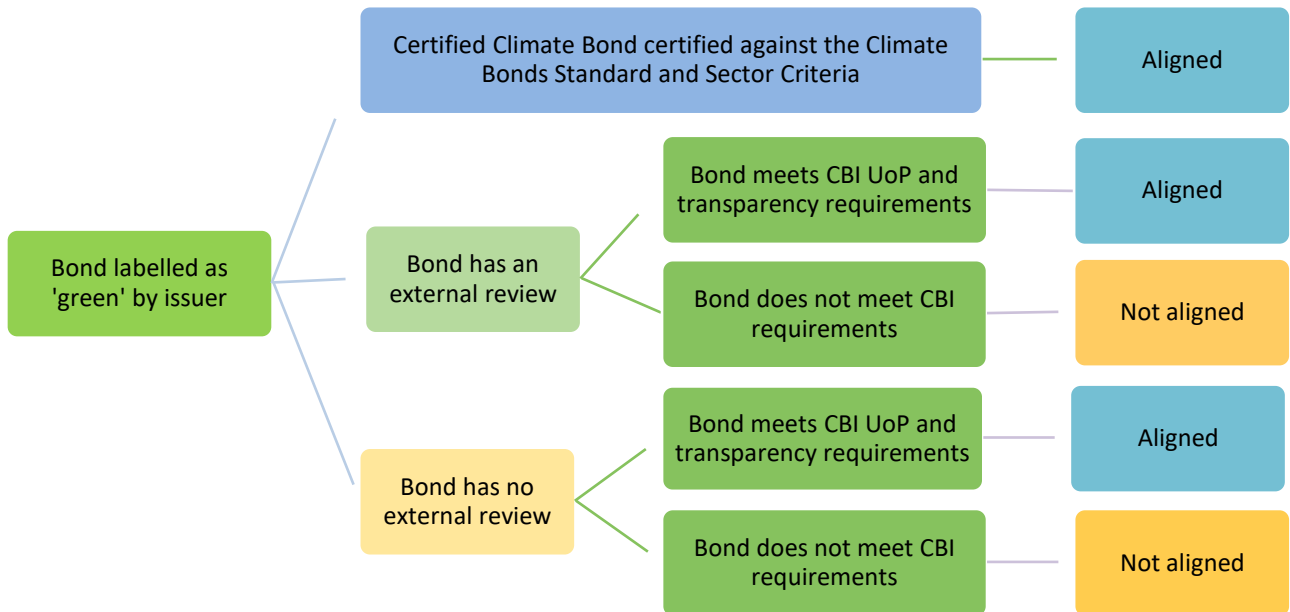 Certified Climate Bond certified against the Climate
Bonds Standard and Sector Criteria
Aligned
Bond labelled as
'green' by issuer
Bond has an
external review
Bond meets CBI UoP and
transparency requirements
Aligned
Bond does not meet CBI
requirements
Not aligned
Bond has no
external review
Bond meets CBI UoP and
transparency requirements
Aligned
Bond does not meet CBI
requirements
Not aligned